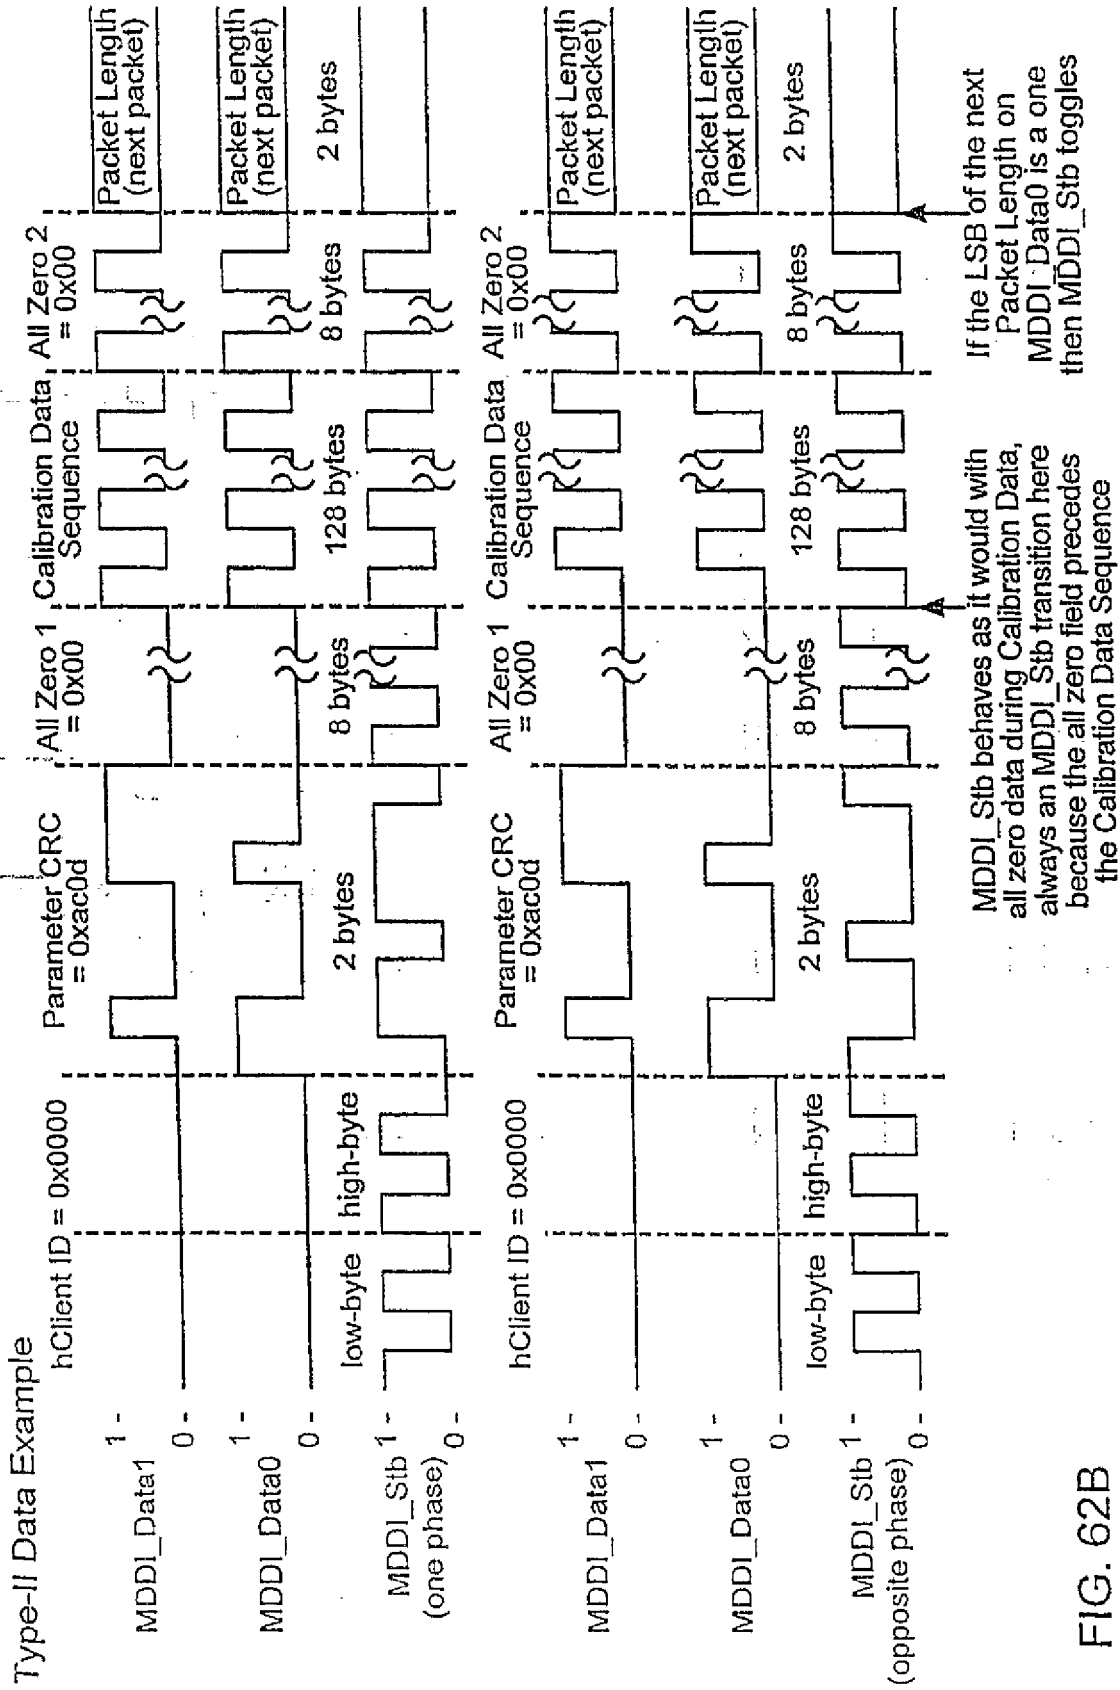 Type-II Data Example
hClient ID = 0x0000
Parameter CRC
= 0xac0d
All Zero 1
= 0x00
Calibration Data
Sequence
All Zero 2
= 0x00
MDDI_Data1
1 -
0 -
Packet Length
(next packet)
MDDI_Data0
1 -
0 -
Packet Length
(next packet)
low-byte
high-byte
2 bytes
8 bytes
128 bytes
8 bytes
2 bytes
MDDI_Stb
(one phase)
1 -
0 -
hClient ID = 0x0000
Parameter CRC
= 0xac0d
All Zero 1
= 0x00
Calibration Data
Sequence
All Zero 2
= 0x00
MDDI_Data1
1 -
0 -
Packet Length
(next packet)
MDDI_Data0
1 -
0 -
Packet Length
(next packet)
low-byte
high-byte
2 bytes
8 bytes
128 bytes
8 bytes
2 bytes
MDDI_Stb
(opposite phase)
1 -
0 -
MDDI_Stb behaves as it would with
all zero data during Calibration Data,
always an MDDI_Stb transition here
because the all zero field precedes
the Calibration Data Sequence
If the LSB of the next
Packet Length on
MDDI_Data0 is a one
then MDDI_Stb toggles
FIG. 62B